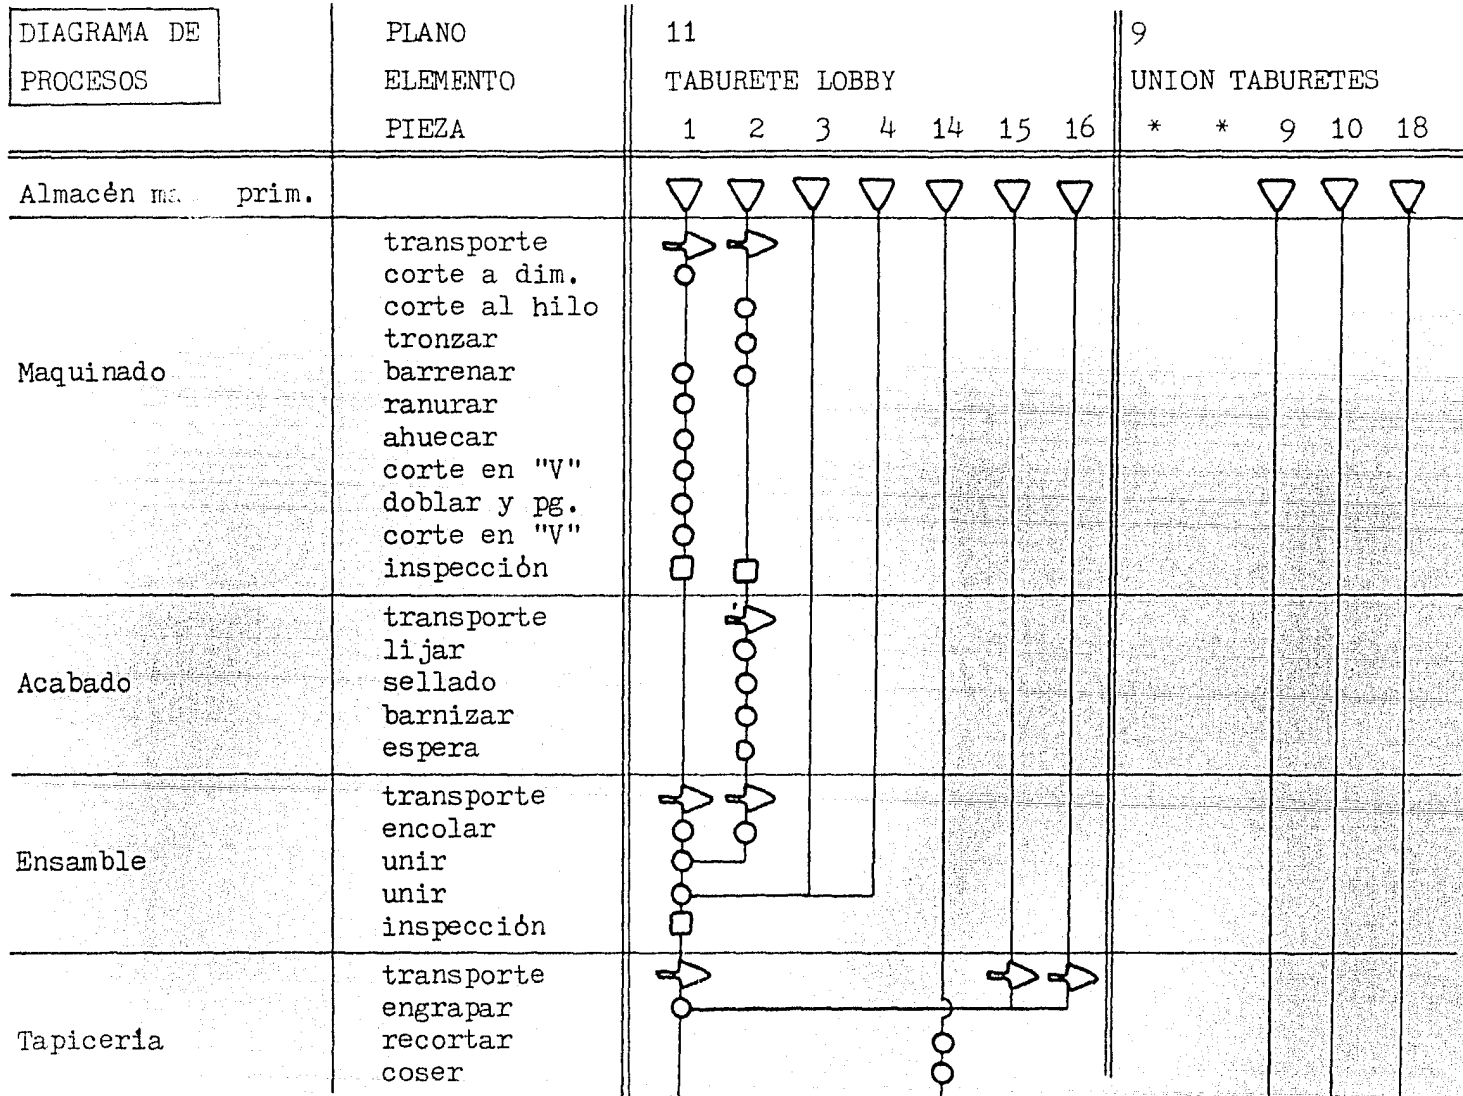 DIAGRAMA DE PLANO 11 9
PROCESOS ELEMENTO TABURETE LOBBY UNION TABURETES
PIEZA 1 2 3 4 14 15 16 * * 9 10 18
Almacén prim.
transporte
corte a dim.
corte al hilo
tronzar
Maquinado barrenar
ranurar
ahuecar
corte en "V"
doblar y pg.
corte en "V"
inspección
transporte
lijar
Acabado sellado
barnizar
espera
transporte
encolar
Ensamble unir
unir
inspección
transporte
engrapar
Tapicería recortar
coser